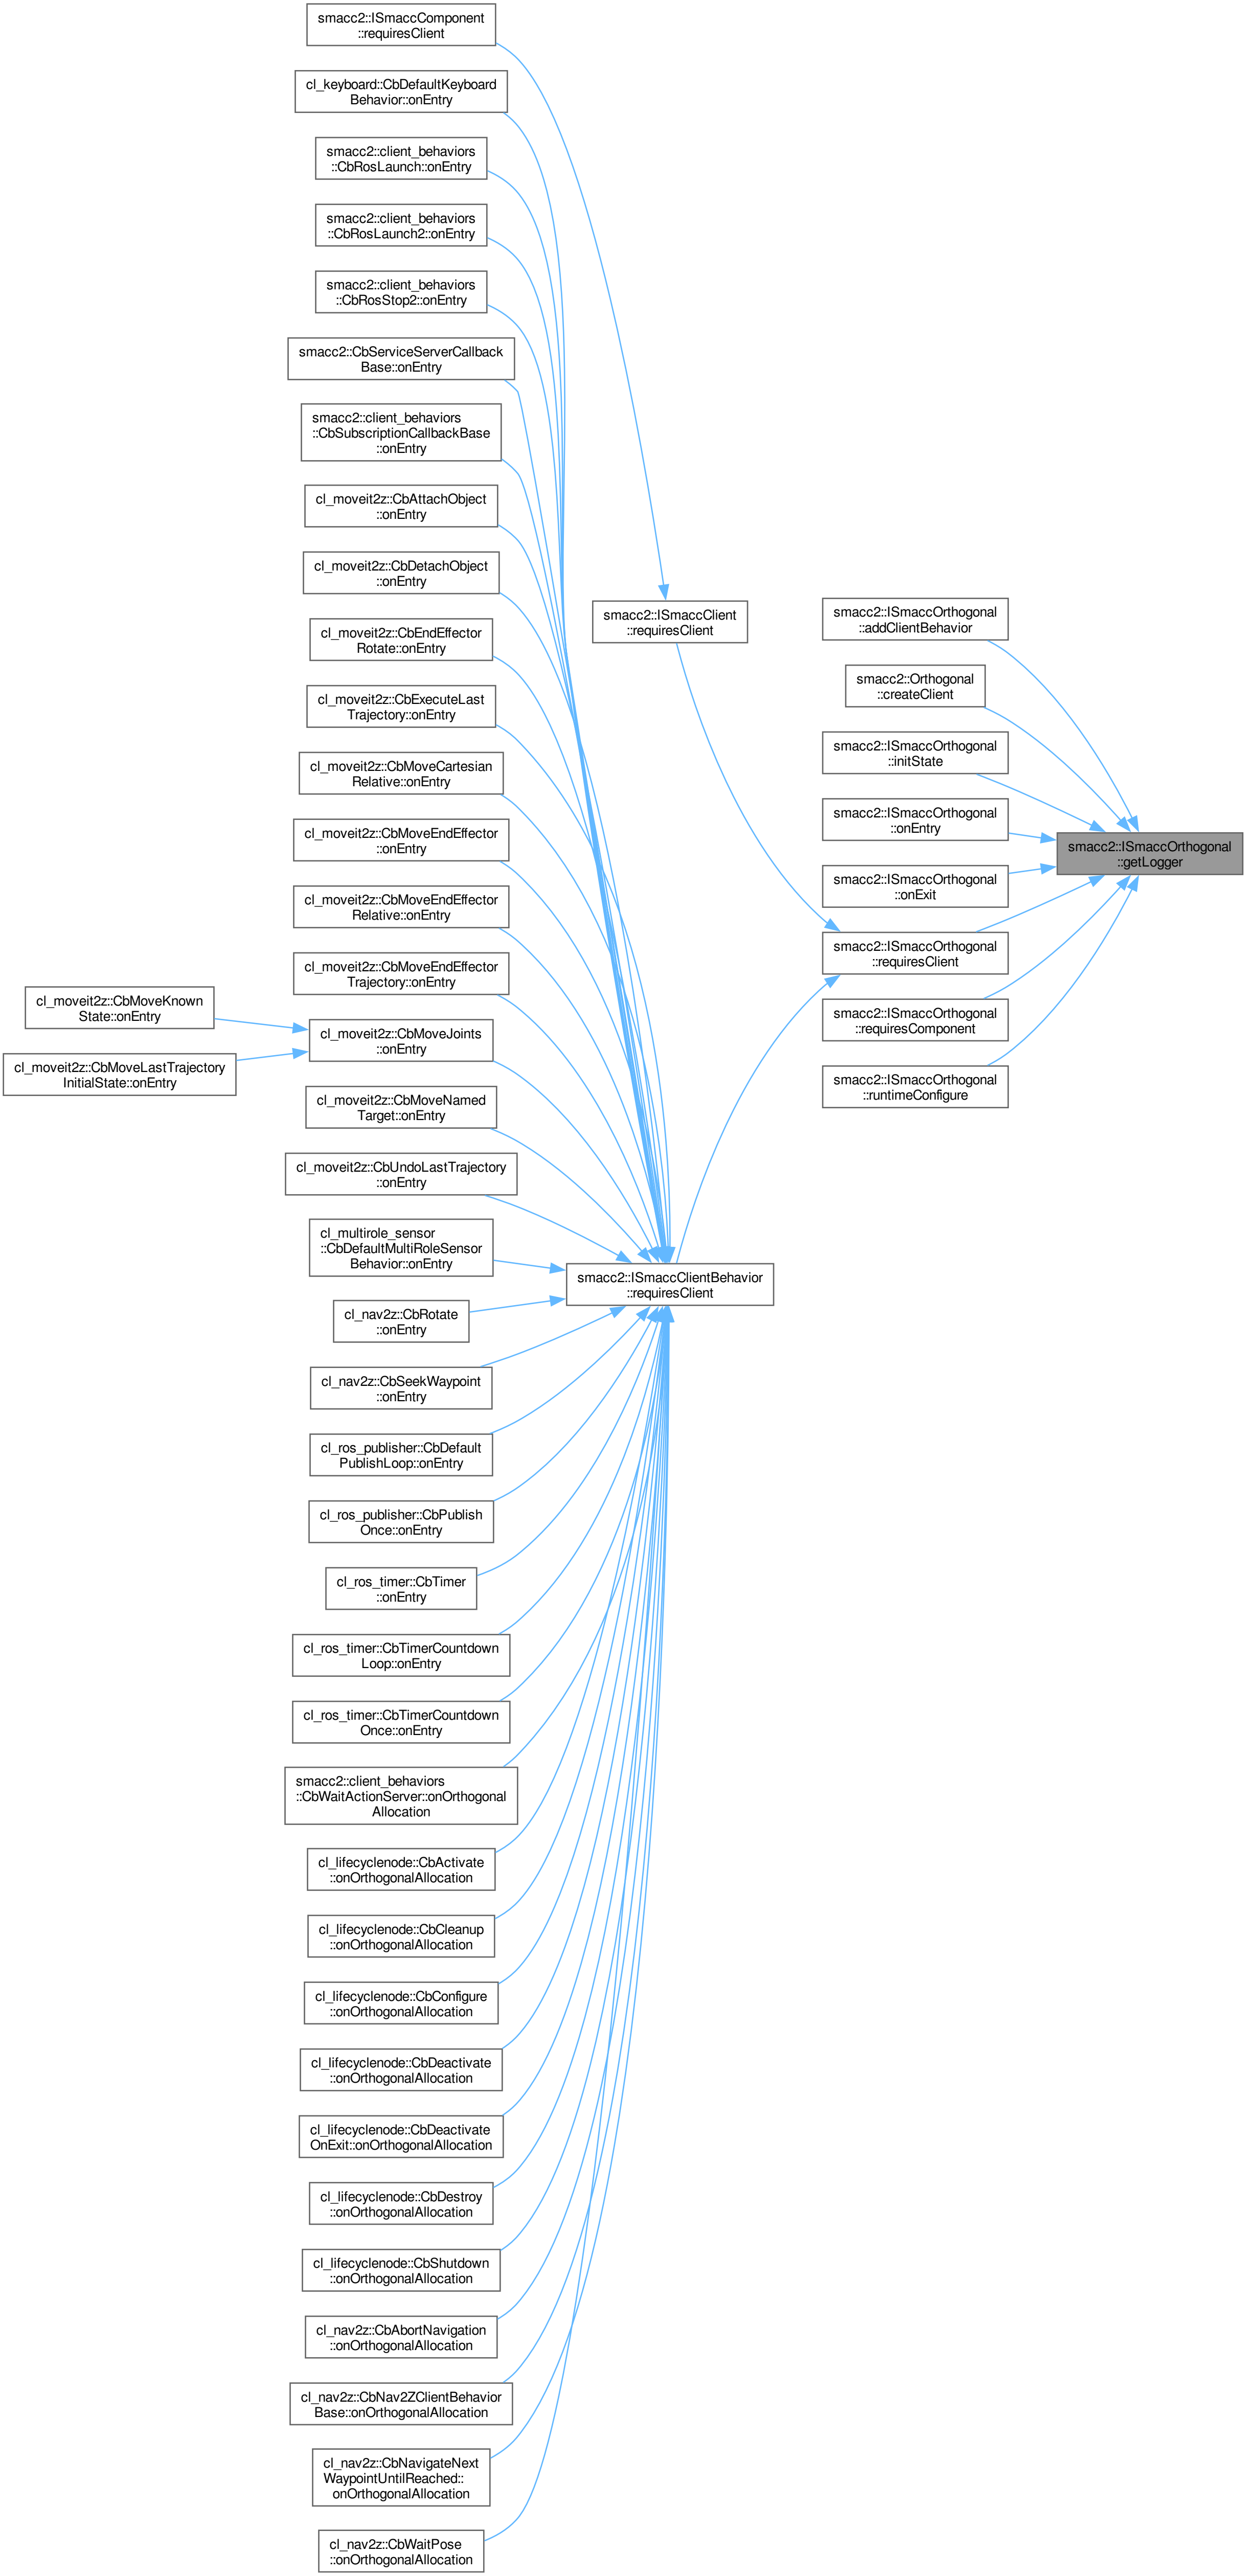 smacc2::ISmaccComponent
::requiresClient
cl_keyboard::CbDefaultKeyboard
Behavior::onEntry
smacc2::client_behaviors
::CbRosLaunch::onEntry
smacc2::client_behaviors
::CbRosLaunch2::onEntry
smacc2::client_behaviors
::CbRosStop2::onEntry
smacc2::CbServiceServerCallback
Base::onEntry
smacc2::client_behaviors
::CbSubscriptionCallbackBase
::onEntry
cl_moveit2z::CbAttachObject
::onEntry
cl_moveit2z::CbDetachObject
::onEntry
cl_moveit2z::CbEndEffector
Rotate::onEntry
cl_moveit2z::CbExecuteLast
Trajectory::onEntry
cl_moveit2z::CbMoveCartesian
Relative::onEntry
cl_moveit2z::CbMoveEndEffector
::onEntry
cl_moveit2z::CbMoveEndEffector
Relative::onEntry
cl_moveit2z::CbMoveEndEffector
Trajectory::onEntry
cl_moveit2z::CbMoveKnown
State::onEntry
cl_moveit2z::CbMoveLastTrajectory
InitialState::onEntry
cl_moveit2z::CbMoveJoints
::onEntry
cl_moveit2z::CbMoveNamed
Target::onEntry
cl_moveit2z::CbUndoLastTrajectory
::onEntry
cl_multirole_sensor
::CbDefaultMultiRoleSensor
Behavior::onEntry
cl_nav2z::CbRotate
::onEntry
cl_nav2z::CbSeekWaypoint
::onEntry
cl_ros_publisher::CbDefault
PublishLoop::onEntry
cl_ros_publisher::CbPublish
Once::onEntry
cl_ros_timer::CbTimer
::onEntry
cl_ros_timer::CbTimerCountdown
Loop::onEntry
cl_ros_timer::CbTimerCountdown
Once::onEntry
smacc2::client_behaviors
::CbWaitActionServer::onOrthogonal
Allocation
cl_lifecyclenode::CbActivate
::onOrthogonalAllocation
cl_lifecyclenode::CbCleanup
::onOrthogonalAllocation
cl_lifecyclenode::CbConfigure
::onOrthogonalAllocation
cl_lifecyclenode::CbDeactivate
::onOrthogonalAllocation
cl_lifecyclenode::CbDeactivate
OnExit::onOrthogonalAllocation
cl_lifecyclenode::CbDestroy
::onOrthogonalAllocation
cl_lifecyclenode::CbShutdown
::onOrthogonalAllocation
cl_nav2z::CbAbortNavigation
::onOrthogonalAllocation
cl_nav2z::CbNav2ZClientBehavior
Base::onOrthogonalAllocation
cl_nav2z::CbNavigateNext
WaypointUntilReached::
onOrthogonalAllocation
cl_nav2z::CbWaitPose
::onOrthogonalAllocation
smacc2::ISmaccClient
::requiresClient
smacc2::ISmaccClientBehavior
::requiresClient
smacc2::ISmaccOrthogonal
::addClientBehavior
smacc2::Orthogonal
::createClient
smacc2::ISmaccOrthogonal
::initState
smacc2::ISmaccOrthogonal
::onEntry
smacc2::ISmaccOrthogonal
::onExit
smacc2::ISmaccOrthogonal
::requiresClient
smacc2::ISmaccOrthogonal
::requiresComponent
smacc2::ISmaccOrthogonal
::runtimeConfigure
smacc2::ISmaccOrthogonal
::getLogger